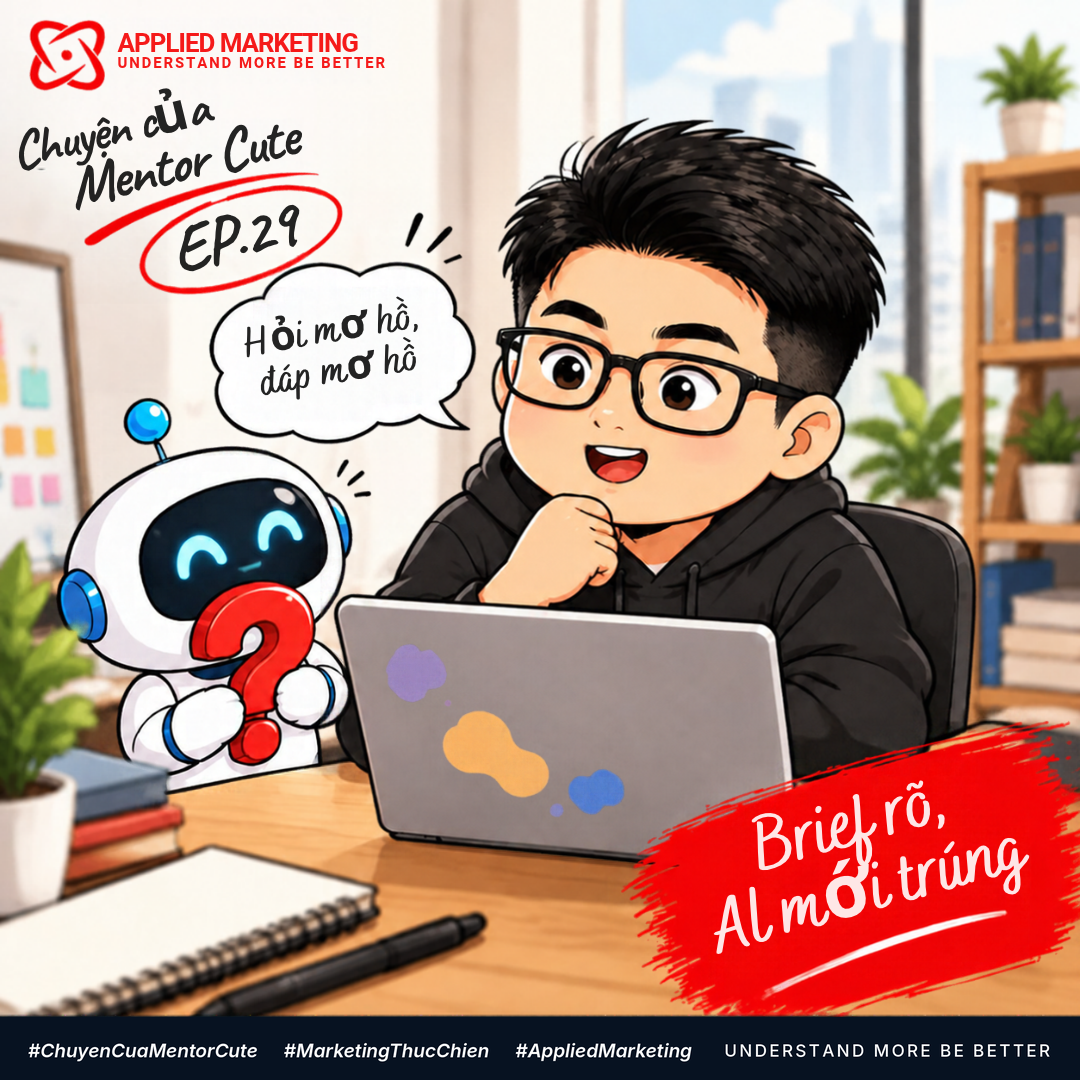 APPLIED MARKETING
UNDERSTAND MORE BE BETTER
Chuyện của
Mentor Cute
EP.29
Hỏi mơ hồ,
đáp mơ hồ
Brief rõ,
AI mới trúng
#ChuyenCuaMentorCute #MarketingThucChien #AppliedMarketing UNDERSTAND MORE BE BETTER